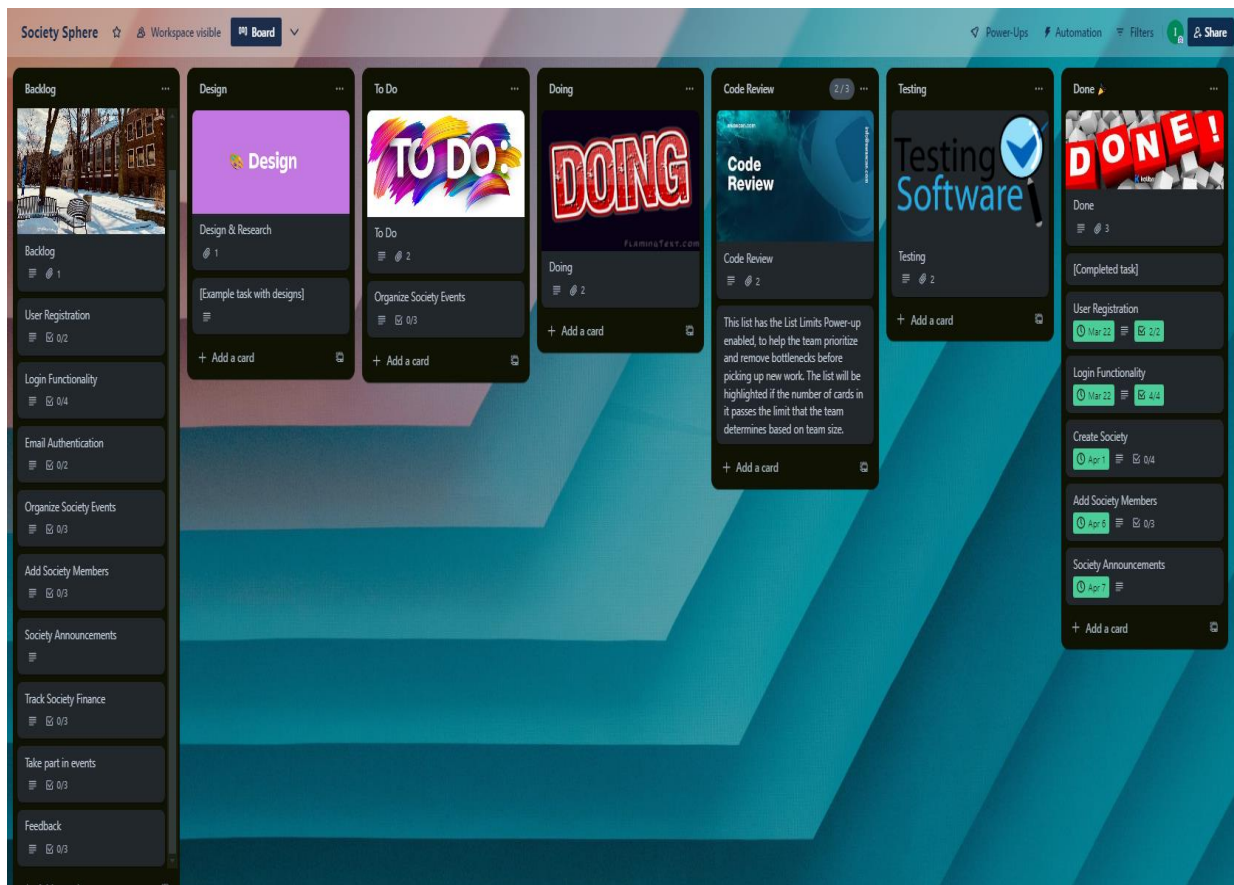 Society Sphere
Workspace visible
Board
Power-Ups
Automation
Filters
Share
Backlog
Backlog
1
User Registration
0/2
Login Functionality
0/4
Email Authentication
0/2
Organize Society Events
0/3
Add Society Members
0/3
Society Announcements
Track Society Finance
0/3
Take part in events
0/3
Feedback
0/3
Design
Design
Design & Research
1
[Example task with designs]
+ Add a card
To Do
TO DO:
To Do
2
Organize Society Events
0/3
+ Add a card
Doing
DOING
FlamingText.com
Doing
2
+ Add a card
Code Review
2/3
Code
Review
Code Review
2
This list has the List Limits Power-up
enabled, to help the team prioritize
and remove bottlenecks before
picking up new work. The list will be
highlighted if the number of cards in
it passes the limit that the team
determines based on team size.
+ Add a card
Testing
Testing
Software
Testing
2
+ Add a card
Done
DONE!
Done
3
[Completed task]
User Registration
Mar 22
2/2
Login Functionality
Mar 22
4/4
Create Society
Apr 1
0/4
Add Society Members
Apr 6
0/3
Society Announcements
Apr 7
+ Add a card